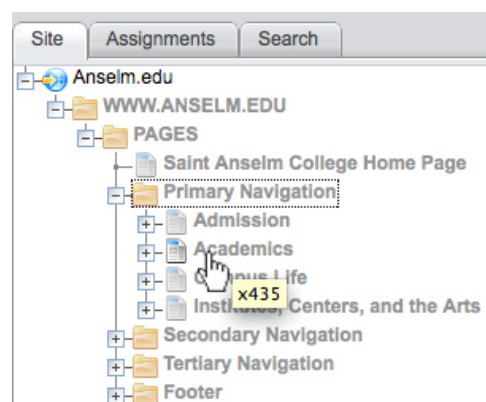 Site Assignments Search
Anselm.edu
WWW.ANSELM.EDU
PAGES
Saint Anselm College Home Page
Primary Navigation
Admission
Academics
Life
x435
Centers, and the Arts
Secondary Navigation
Tertiary Navigation
Footer